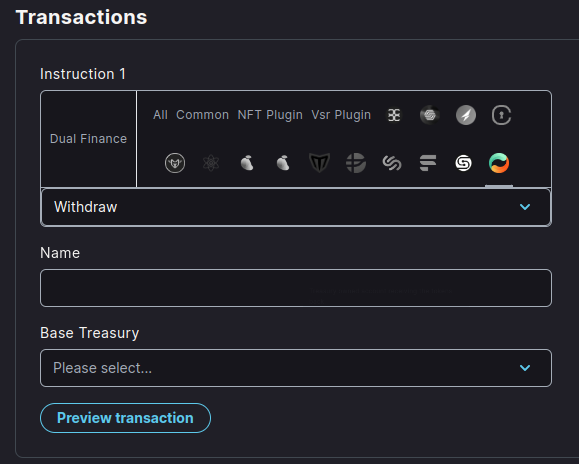 Transactions
Instruction 1
Dual Finance
All Common NFT Plugin Vsr Plugin
Withdraw
Name
Base Treasury
Please select...
Preview transaction